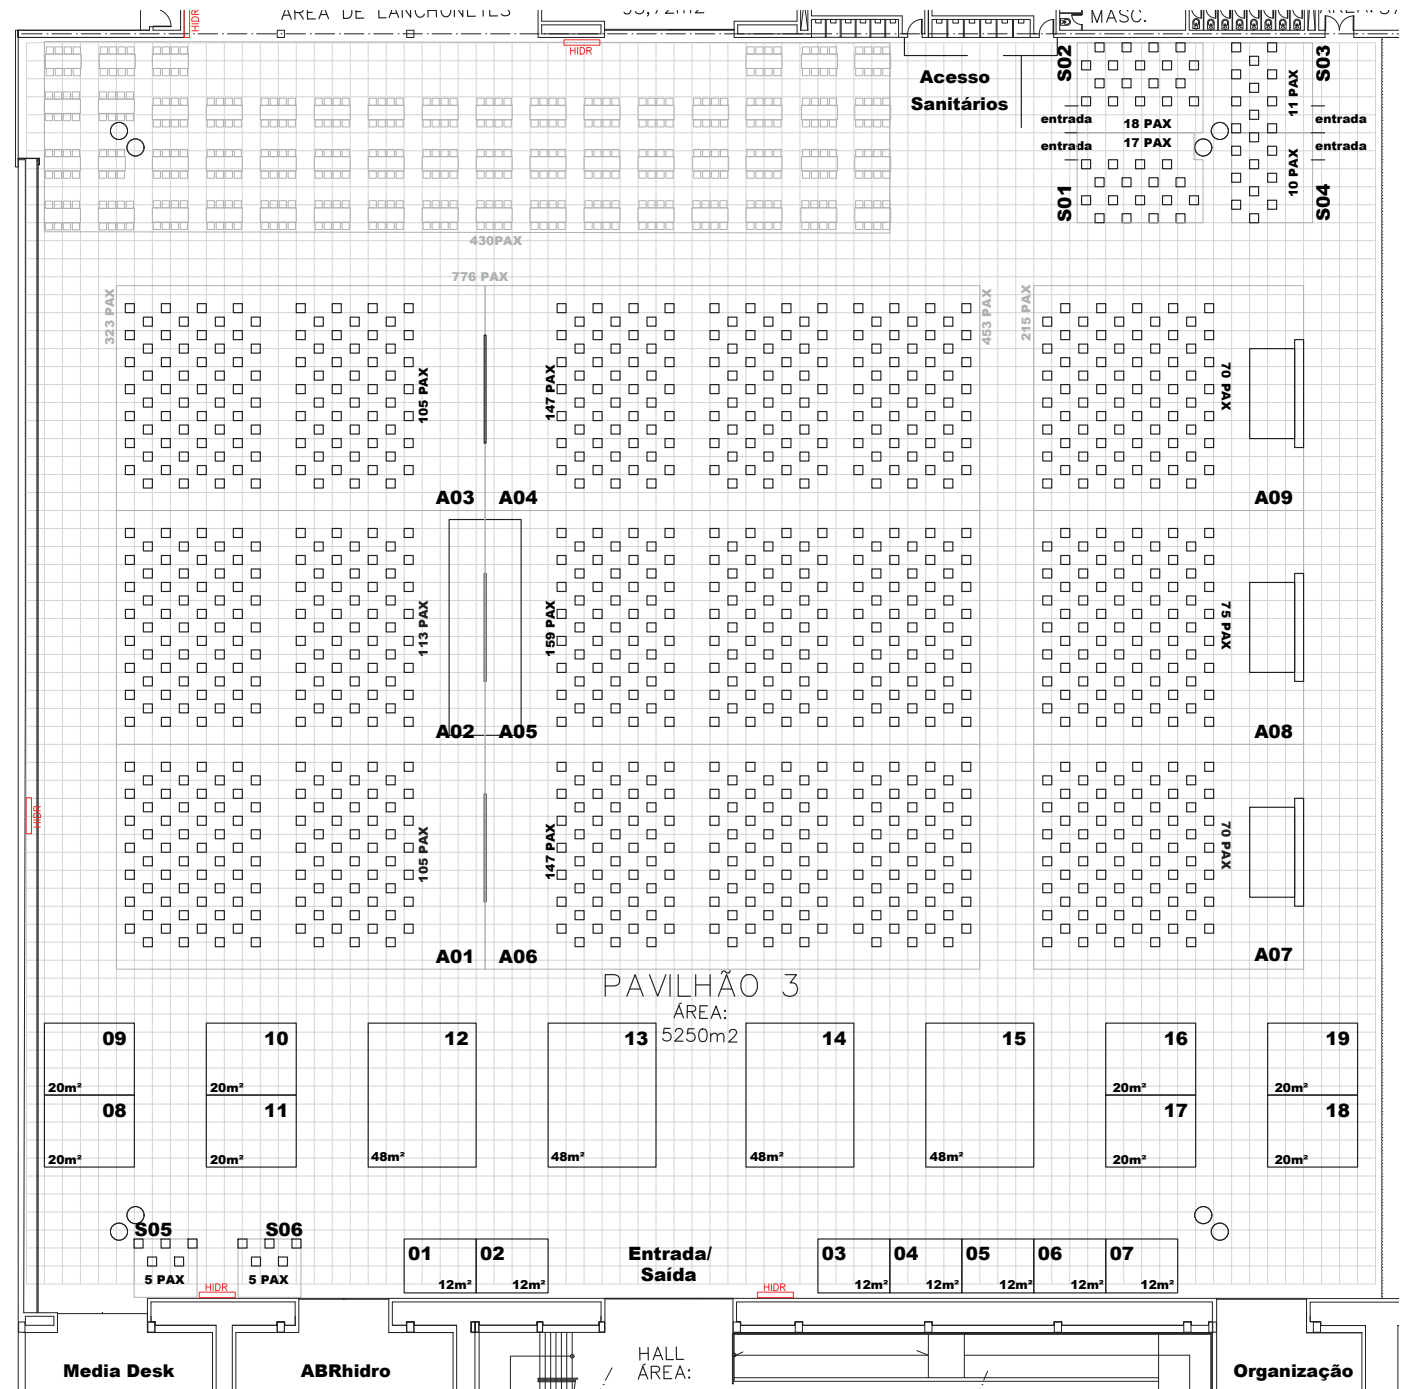 ÁREA DE LANCHONETES
MASC.
HIDR
HIDR
Acesso
Sanitários
S02
18 PAX
17 PAX
S01
entrada
entrada
S03
11 PAX
10 PAX
S04
entrada
entrada
430PAX
776 PAX
323 PAX
453 PAX
215 PAX
105 PAX
147 PAX
70 PAX
A03
A04
A09
113 PAX
159 PAX
75 PAX
A02
A05
A08
HIDR
105 PAX
147 PAX
70 PAX
A01
A06
A07
PAVILHÃO 3
ÁREA:
5250m2
09
20m²
10
20m²
12
48m²
13
48m²
14
48m²
15
48m²
16
20m²
19
20m²
08
20m²
11
20m²
17
20m²
18
20m²
S05
5 PAX
S06
5 PAX
HIDR
01
12m²
02
12m²
Entrada/
Saída
HIDR
03
12m²
04
12m²
05
12m²
06
12m²
07
12m²
Media Desk
ABRhidro
HALL
ÁREA:
Organização